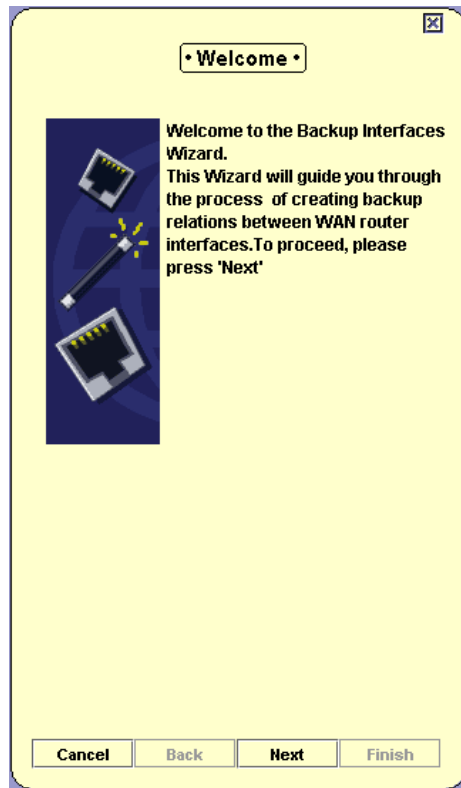 • Welcome •
Welcome to the Backup Interfaces
Wizard.
This Wizard will guide you through
the process  of creating backup
relations between WAN router
interfaces.To proceed, please
press 'Next'
Cancel Back Next Finish